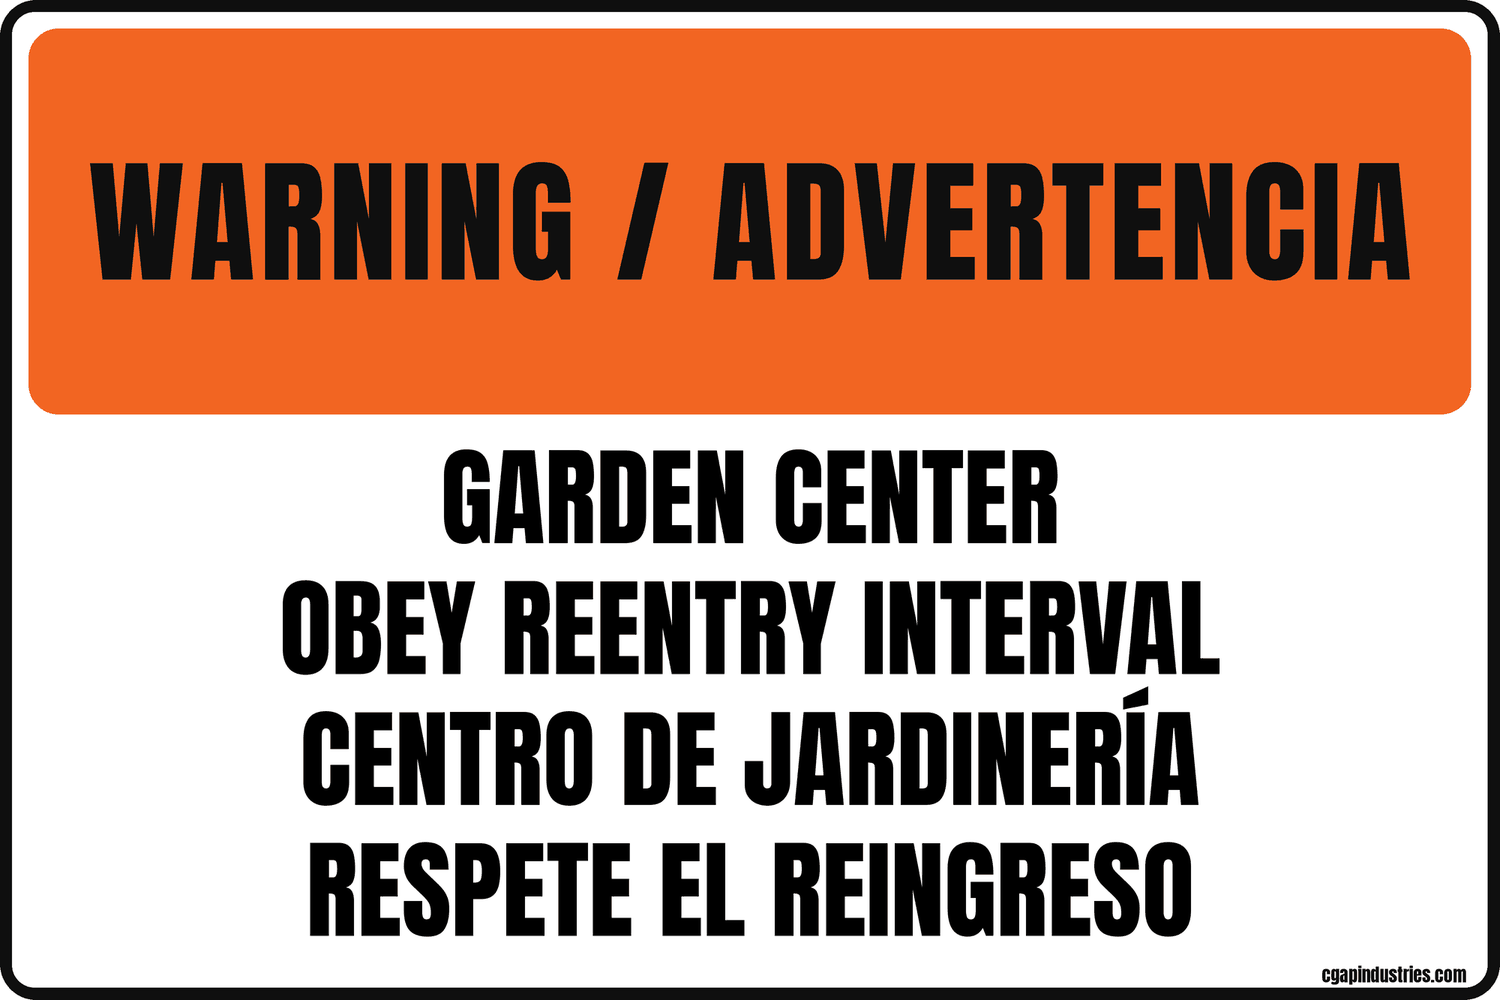 WARNING / ADVERTENCIA
GARDEN CENTER
OBEY REENTRY INTERVAL
CENTRO DE JARDINERÍA
RESPETE EL REINGRESO
cgapindustries.com